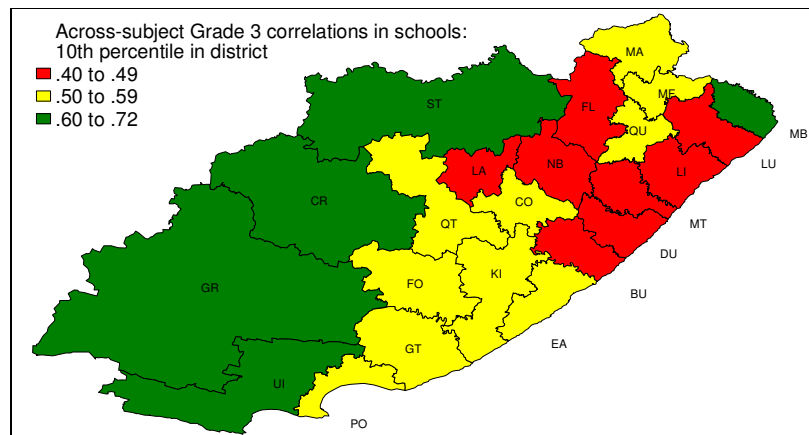 Across-subject Grade 3 correlations in schools:
10th percentile in district
.40 to .49
.50 to .59
.60 to .72
MA
MF
ST
FL
QU
MB
LU
LA
NB
LI
CR
CO
MT
QT
DU
KI
GR
FO
BU
EA
GT
UI
PO